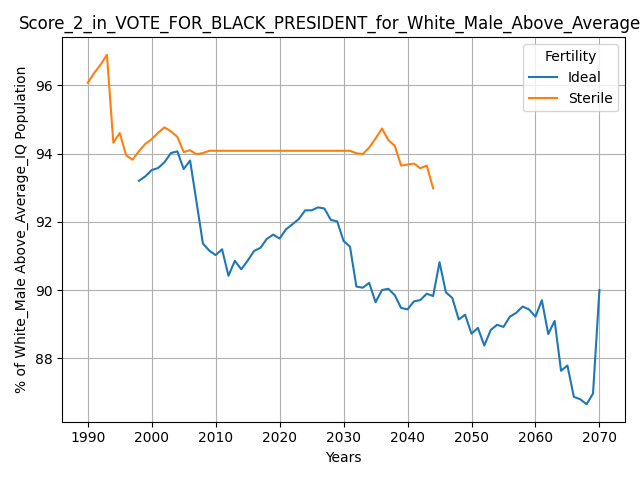 Score_2_in_VOTE_FOR_BLACK_PRESIDENT_for_White_Male_Above_Average
Fertility
Ideal
Sterile
% of White_Male Above_Average_IQ Population
96
94
92
90
88
1990 2000 2010 2020 2030 2040 2050 2060 2070
Years